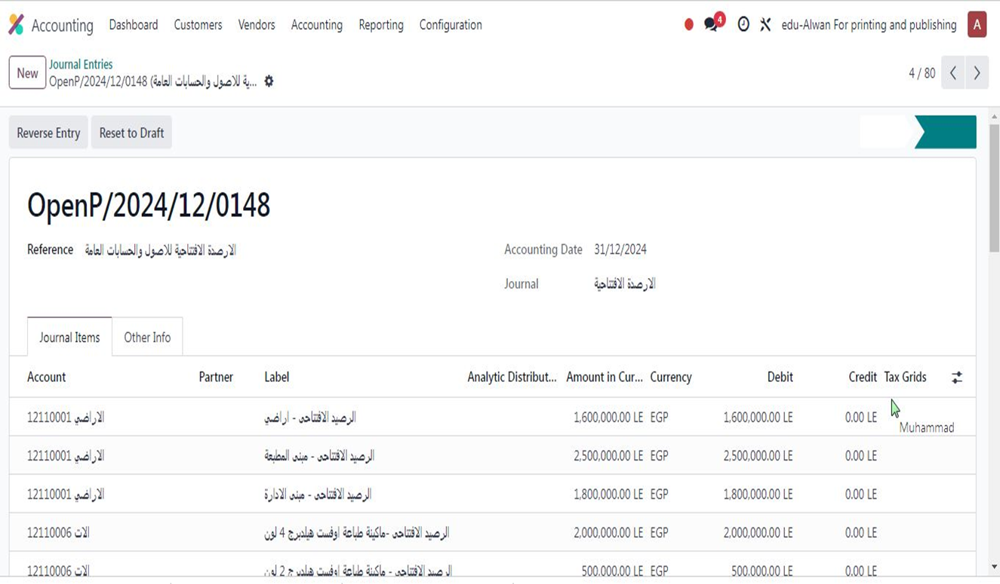 Accounting Dashboard Customers Vendors Accounting Reporting Configuration 4 edu-Alwan For printing and publishing A
New Journal Entries
OpenP/2024/12/0148 (ية للاصول والحسابات العامة... 4 / 80
Reverse Entry Reset to Draft
OpenP/2024/12/0148
Reference الارصدة الافتتاحية للاصول والحسابات العامة Accounting Date 31/12/2024
Journal الارصدة الافتتاحية
Journal Items Other Info
Account Partner Label Analytic Distribut... Amount in Cur... Currency Debit Credit Tax Grids
12110001 الاراضي الرصيد الافتتاحى - اراضي 1,600,000.00 LE EGP 1,600,000.00 LE 0.00 LE
Muhammad
12110001 الاراضي الرصيد الافتتاحى - مبنى المطبعة 2,500,000.00 LE EGP 2,500,000.00 LE 0.00 LE
12110001 الاراضي الرصيد الافتتاحى - مبنى الادارة 1,800,000.00 LE EGP 1,800,000.00 LE 0.00 LE
12110006 الات الرصيد الافتتاحى -ماكينة طباعة اوفست هيلدبرج 4 لون 2,000,000.00 LE EGP 2,000,000.00 LE 0.00 LE
12110006 الات الرصيد الافتتاحى - ماكينة طباعة اوفست هيلدبرج 2 لون 500,000.00 LE EGP 500,000.00 LE 0.00 LE